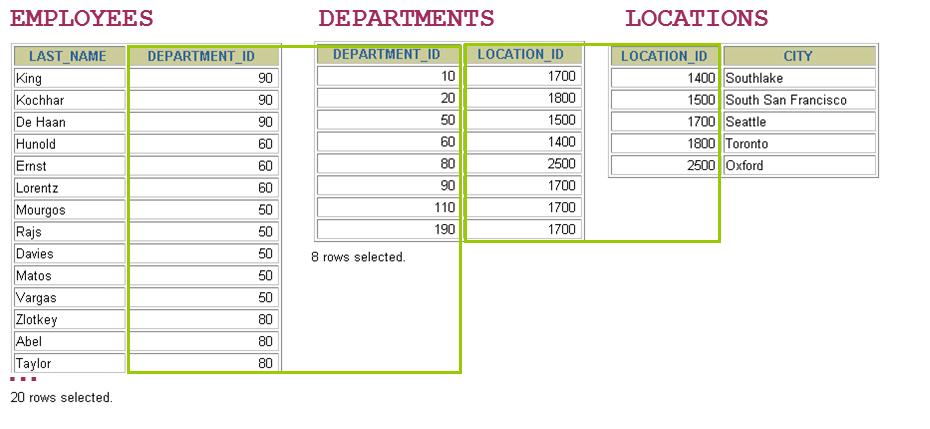 EMPLOYEES
LAST_NAME DEPARTMENT_ID
King 90
Kochhar 90
De Haan 90
Hunold 60
Ernst 60
Lorentz 60
Mourgos 50
Rajs 50
Davies 50
Matos 50
Vargas 50
Zlotkey 80
Abel 80
Taylor 80
...
20 rows selected.
DEPARTMENTS
DEPARTMENT_ID LOCATION_ID
10 1700
20 1800
50 1500
60 1400
80 2500
90 1700
110 1700
190 1700
8 rows selected.
LOCATIONS
LOCATION_ID CITY
1400 Southlake
1500 South San Francisco
1700 Seattle
1800 Toronto
2500 Oxford